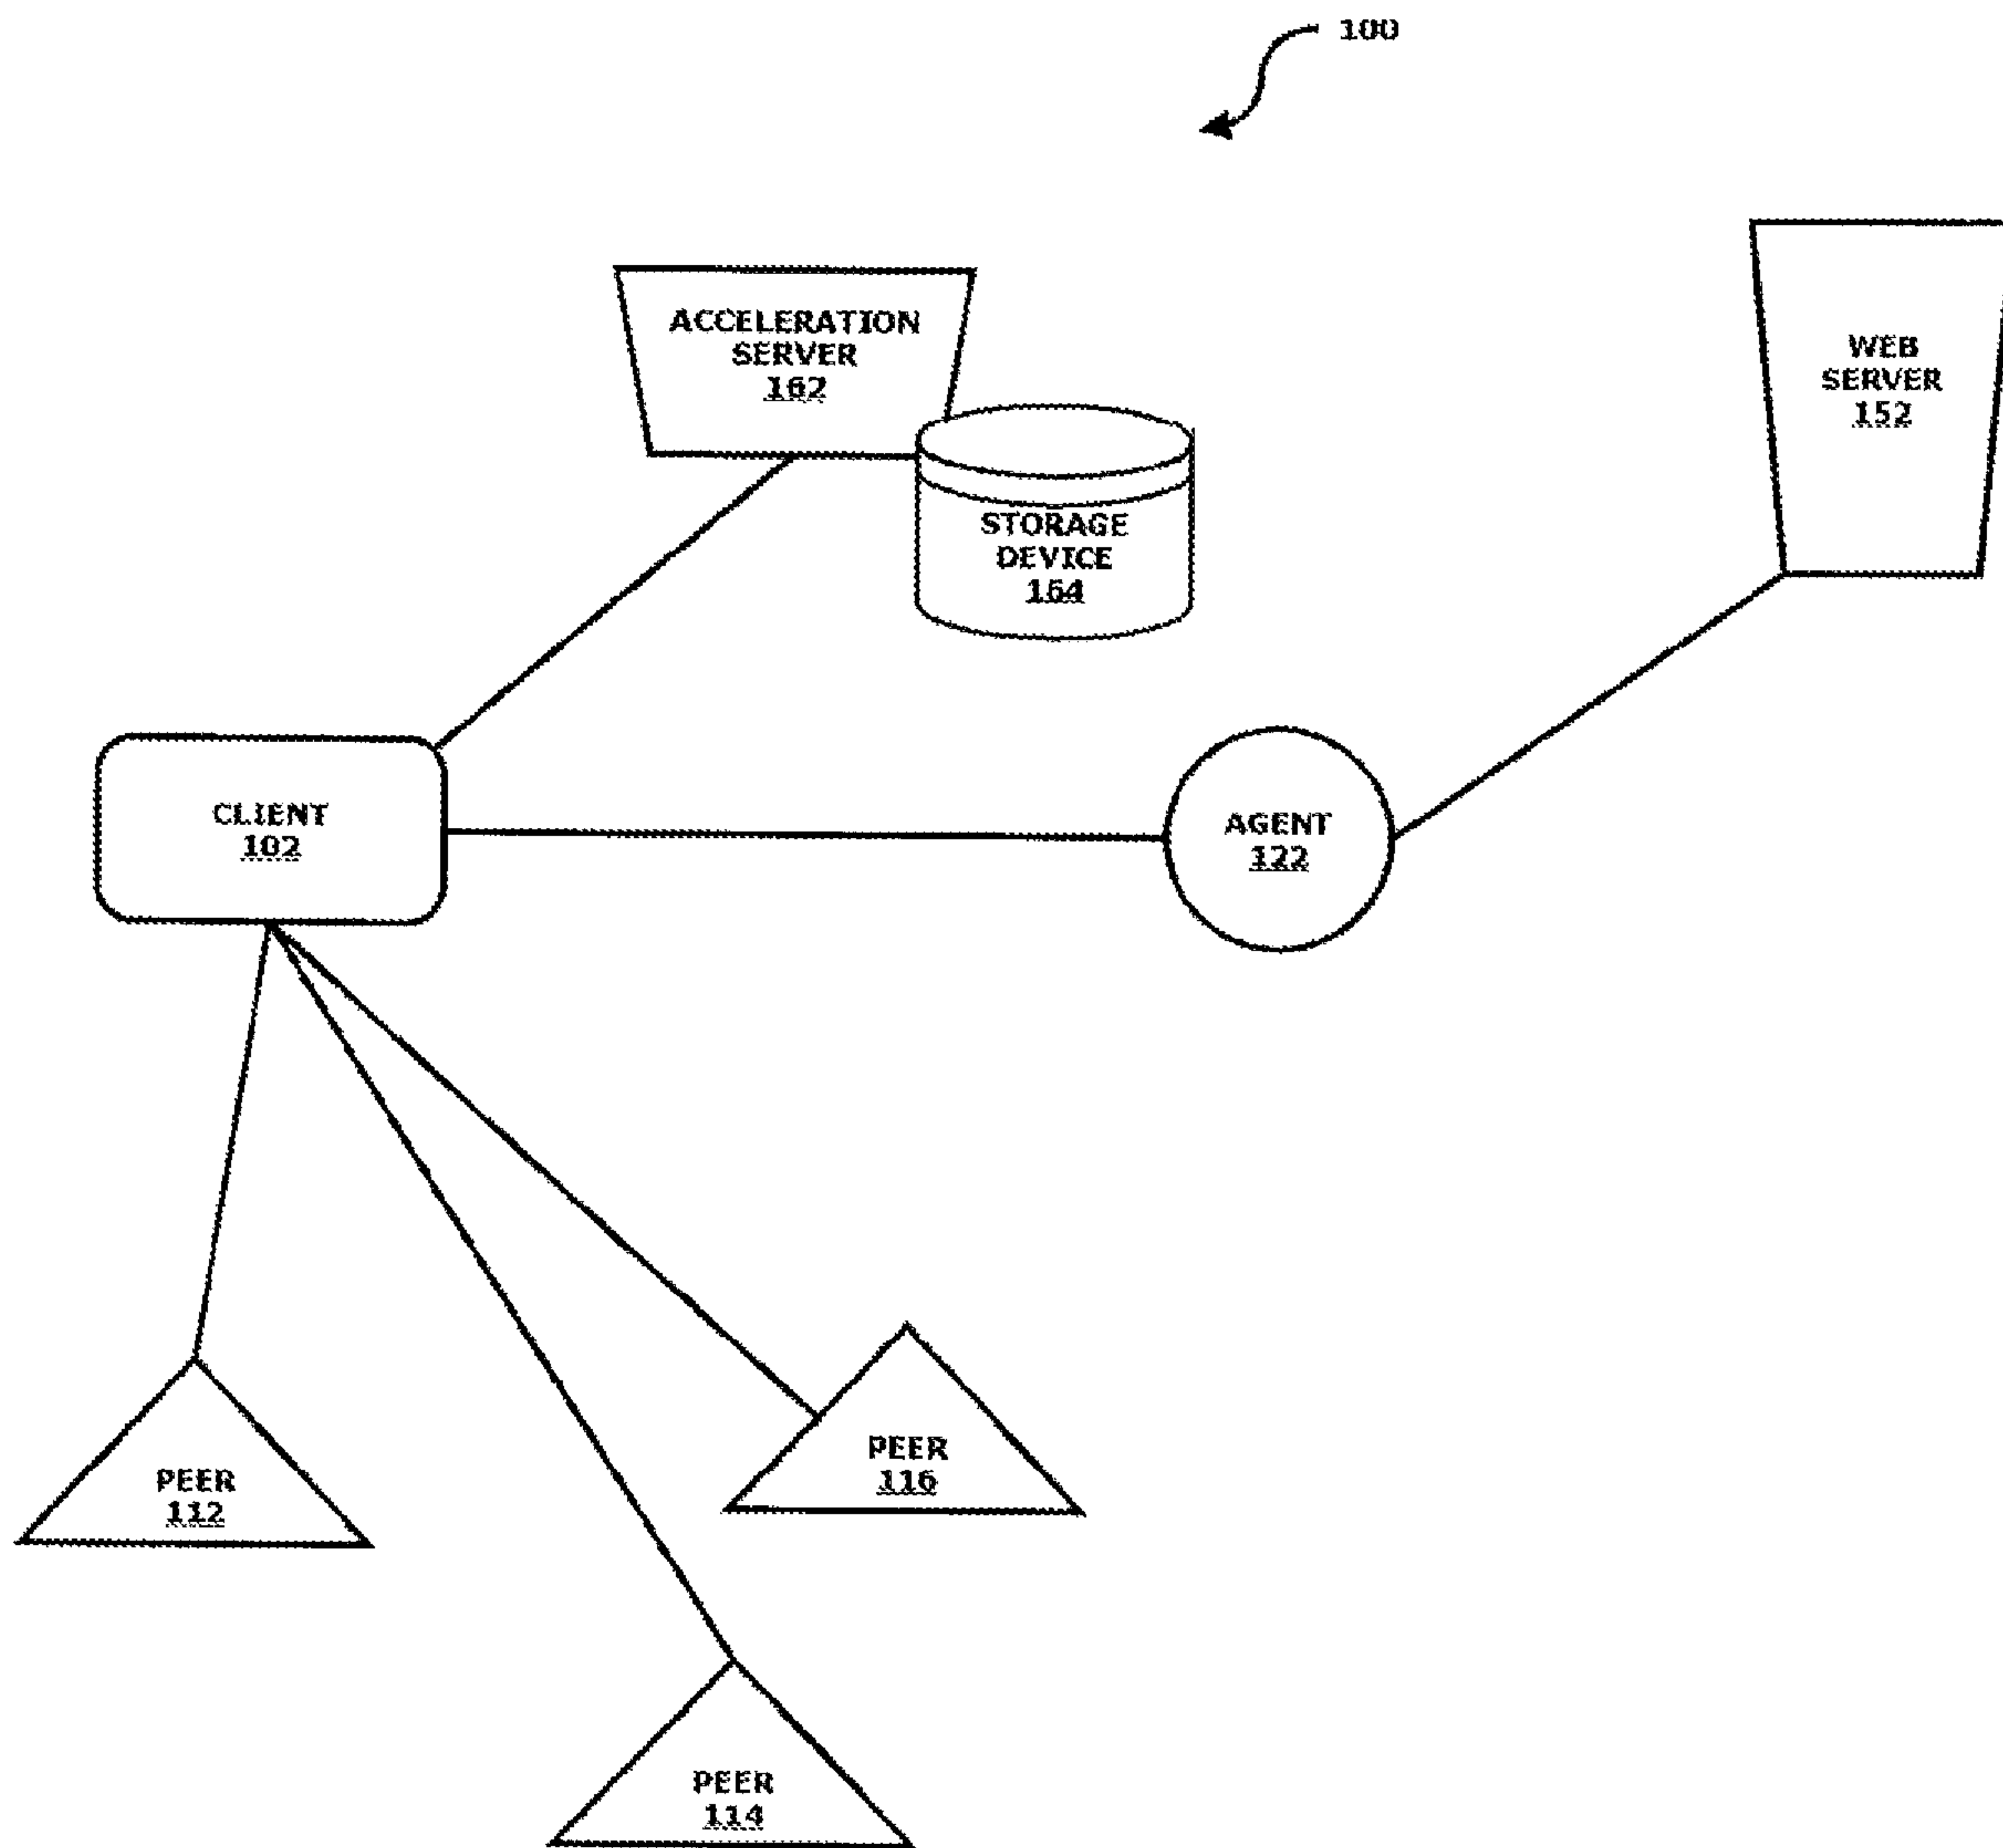 100
ACCELERATION
SERVER
162
WEB
SERVER
152
STORAGE
DEVICE
164
CLIENT
102
AGENT
122
PEER
116
PEER
112
PEER
114